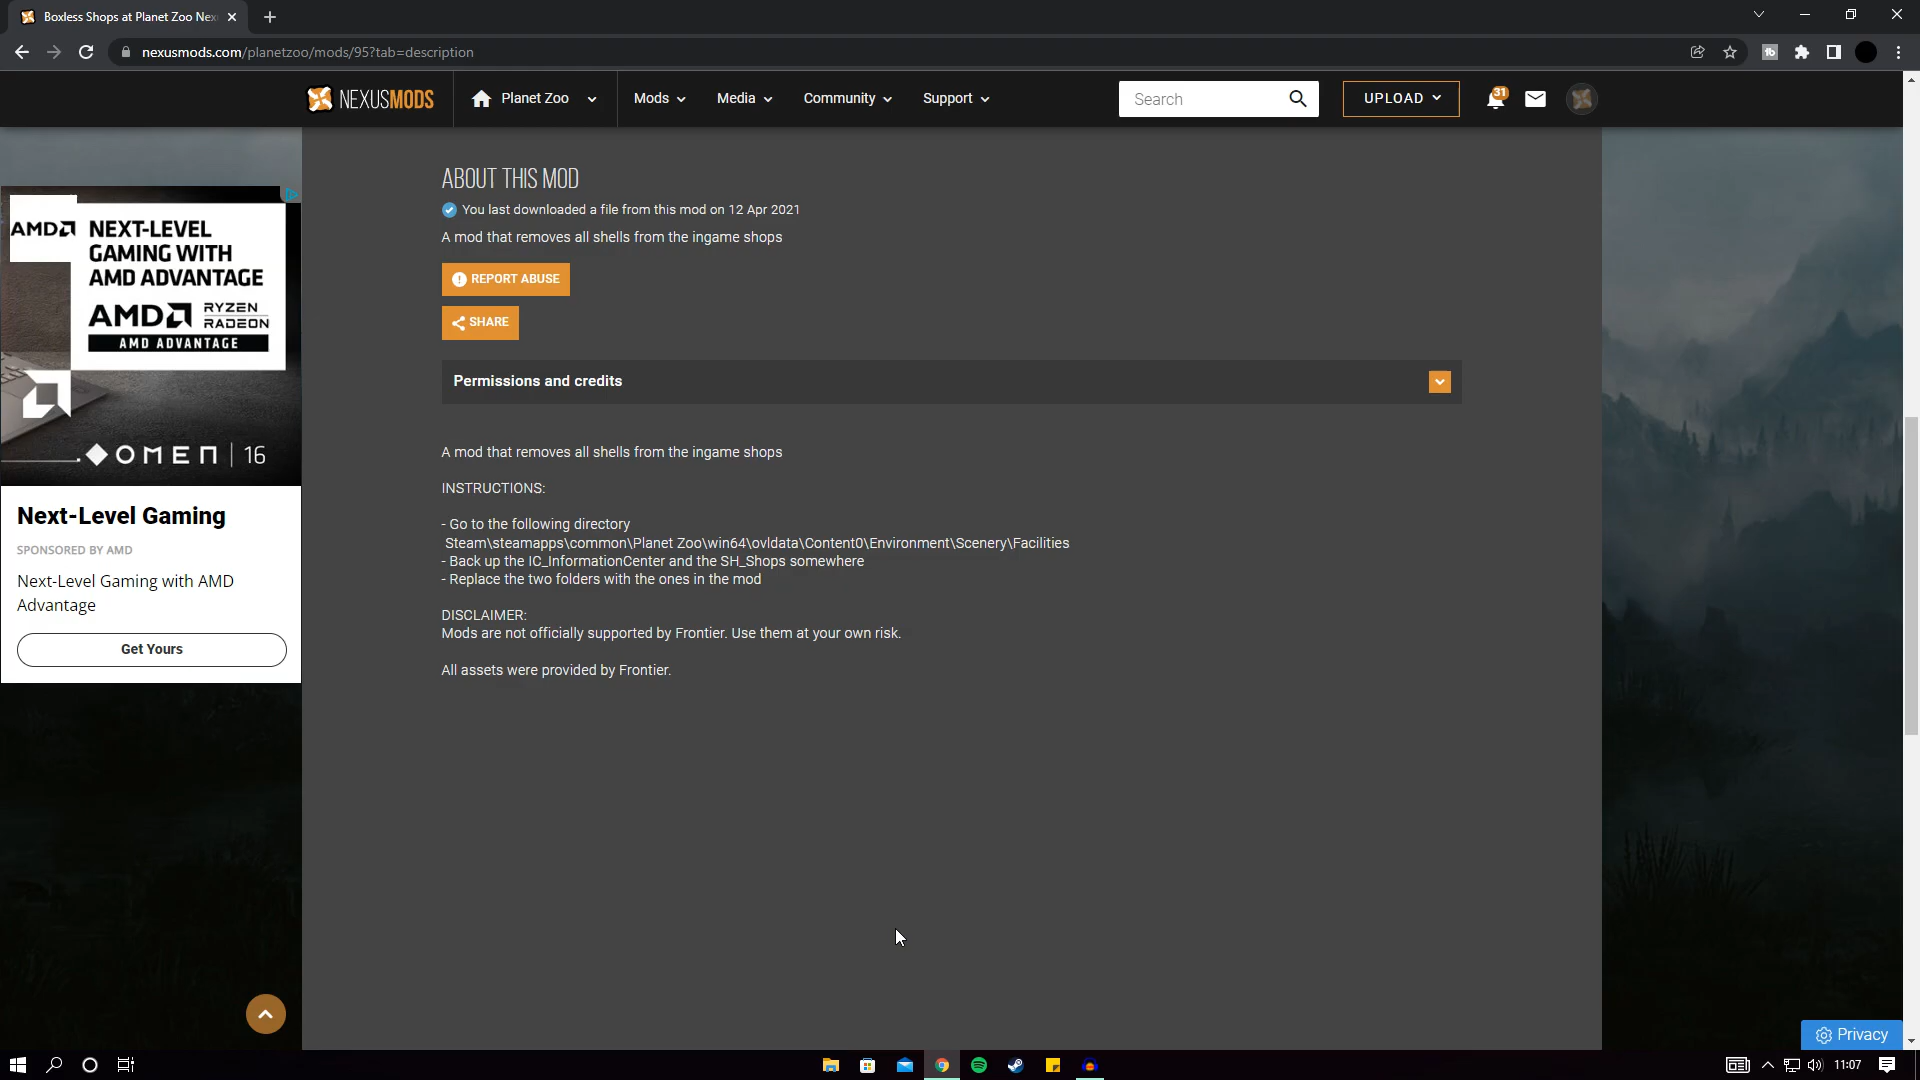 Boxless Shops at Planet Zoo Nex
nexusmods.com/planetzoo/mods/95?tab=description
NEXUSMODS
Planet Zoo
Mods
Media
Community
Support
Search
UPLOAD
31
ABOUT THIS MOD
You last downloaded a file from this mod on 12 Apr 2021
A mod that removes all shells from the ingame shops
REPORT ABUSE
SHARE
Permissions and credits
A mod that removes all shells from the ingame shops
INSTRUCTIONS:
- Go to the following directory
Steam\steamapps\common\Planet Zoo\win64\ovldata\Content0\Environment\Scenery\Facilities
- Back up the IC_InformationCenter and the SH_Shops somewhere
- Replace the two folders with the ones in the mod
DISCLAIMER:
Mods are not officially supported by Frontier. Use them at your own risk.
All assets were provided by Frontier.
AMD
NEXT-LEVEL
GAMING WITH
AMD ADVANTAGE
AMD
RYZEN
RADEON
AMD ADVANTAGE
OMEN 16
Next-Level Gaming
SPONSORED BY AMD
Next-Level Gaming with AMD
Advantage
Get Yours
Privacy
11:07